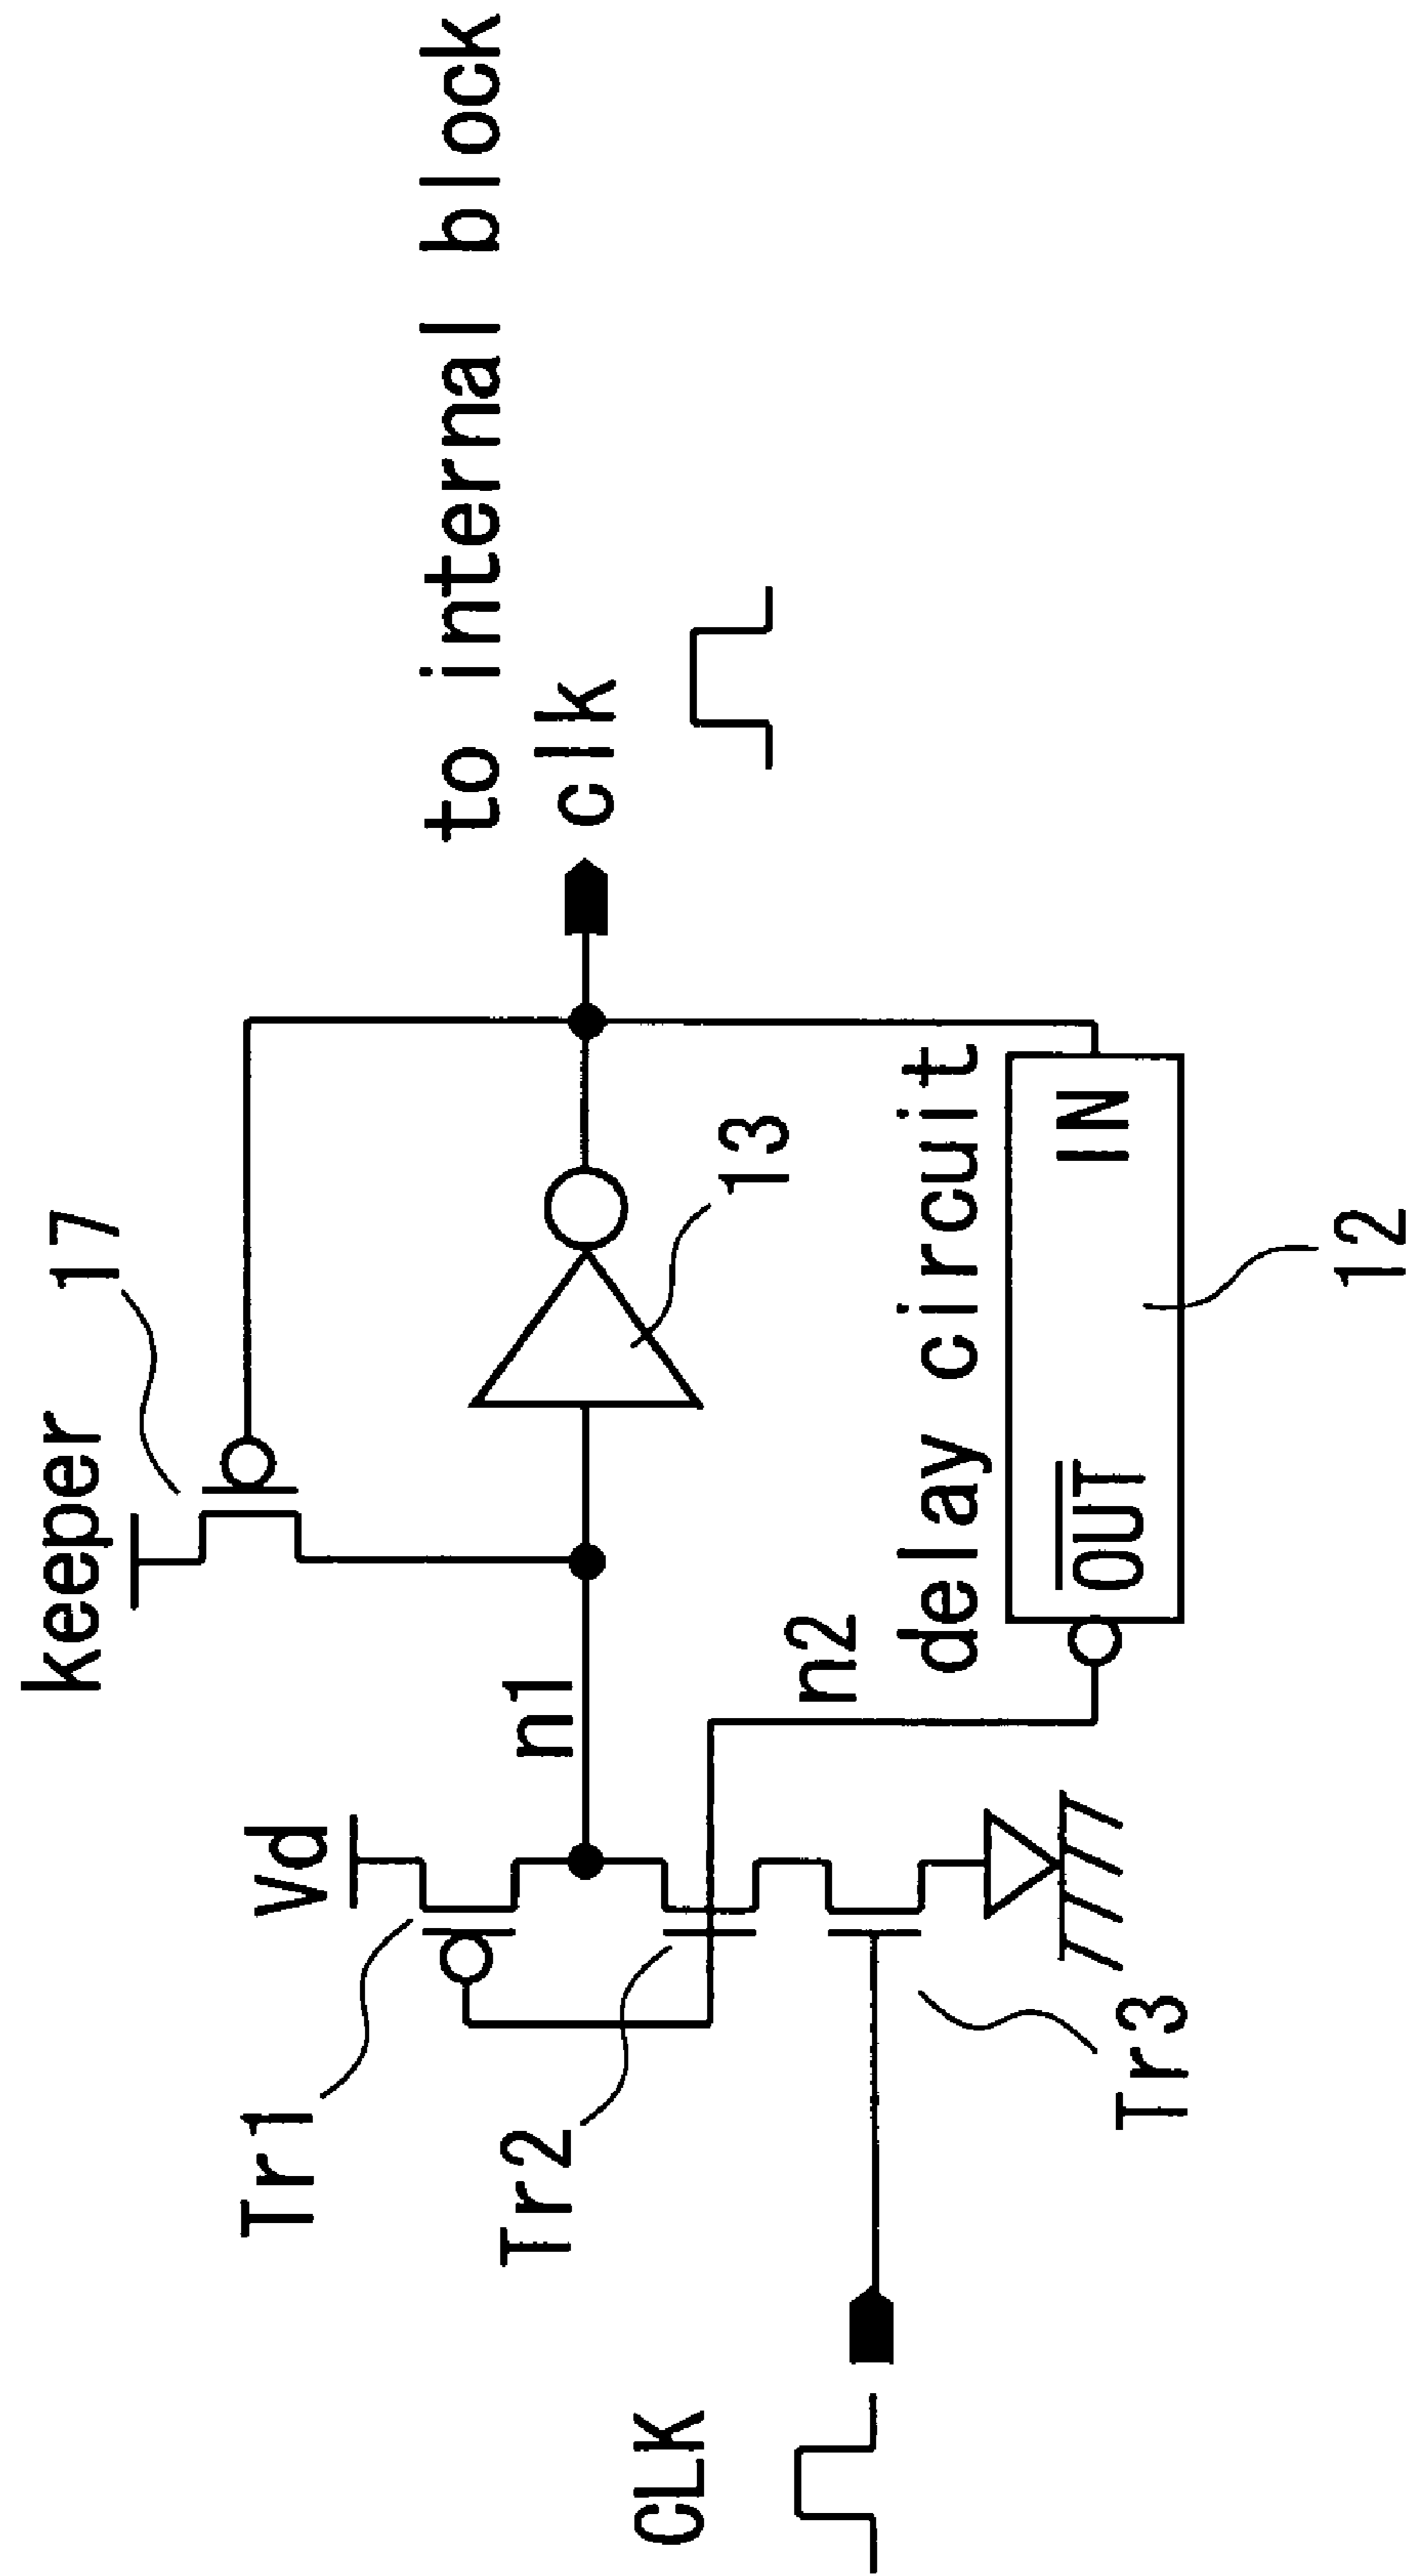 keeper
17
Vd
Tr1
n1
to internal block
clk
Tr2
13
n2
CLK
delay circuit
OUT
IN
Tr3
12